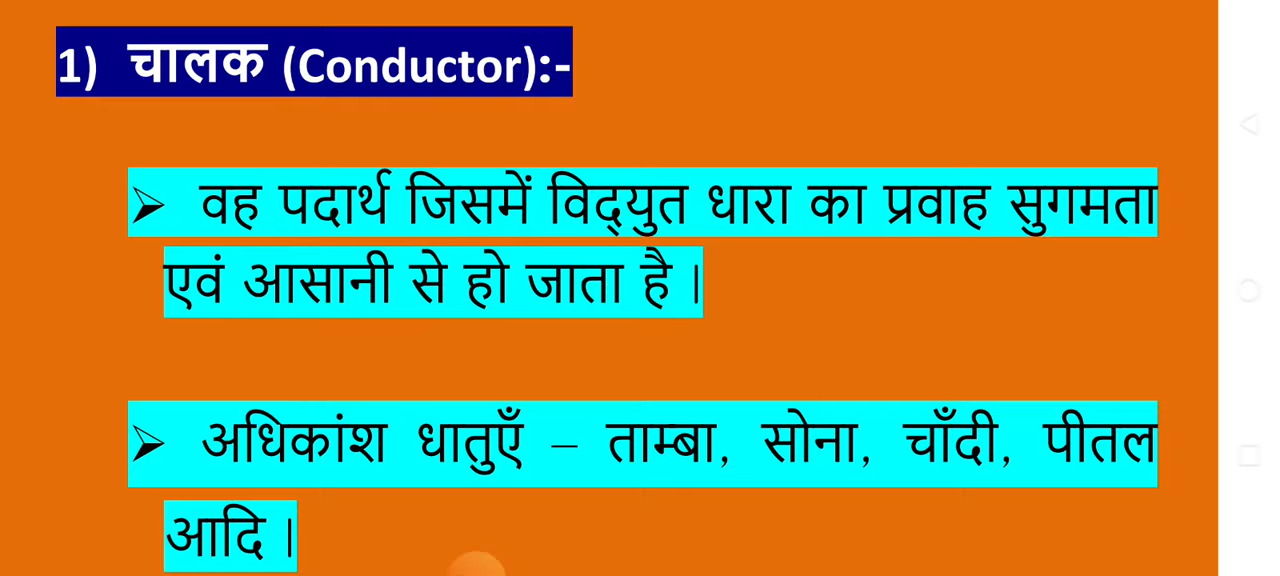 1) चालक (Conductor):-
➢ वह पदार्थ जिसमें विद्युत धारा का प्रवाह सुगमता
एवं आसानी से हो जाता है ।
➢ अधिकांश धातुएँ – ताम्बा, सोना, चाँदी, पीतल
आदि ।